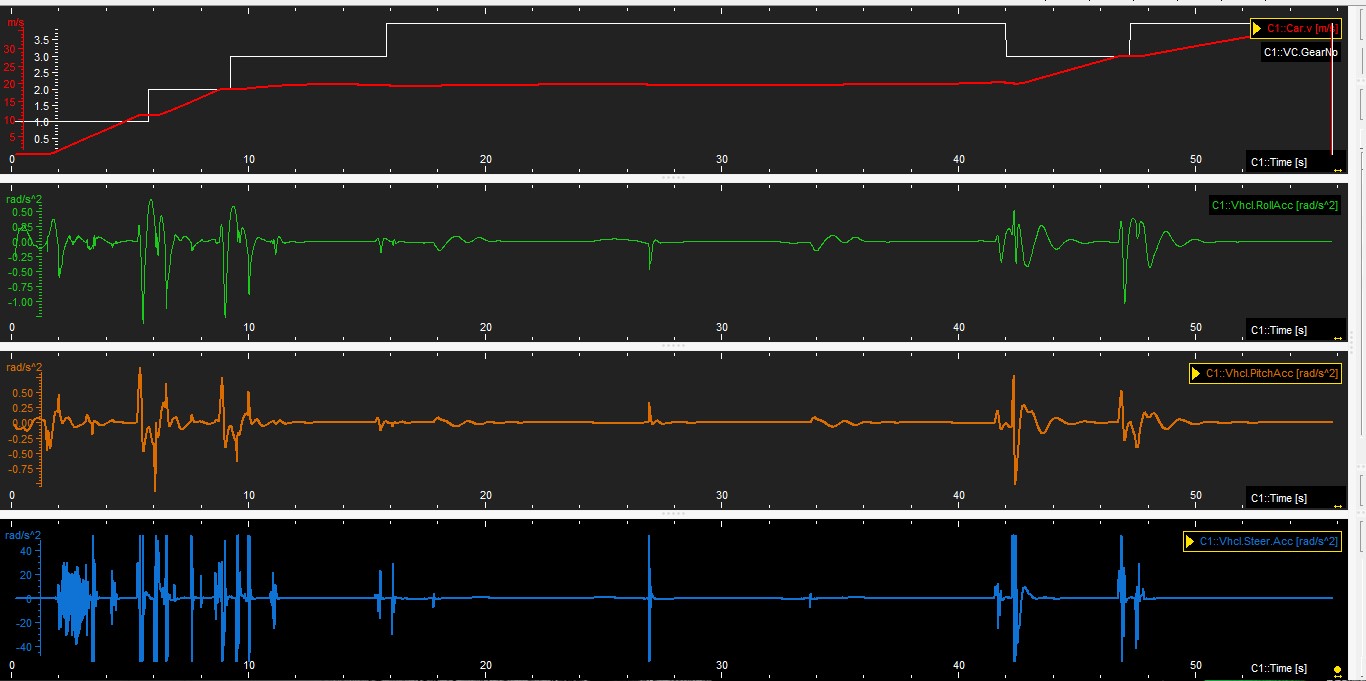 m/s
C1::Car.v [m/s]
C1::VC.GearNo
30
20
15
10
5
3.5
3.0
2.5
2.0
1.5
1.0
0.5
0 10 20 30 40 50
C1::Time [s]
rad/s^2
C1::Vhcl.RollAcc [rad/s^2]
0.50
0.25
0.00
-0.25
-0.50
-0.75
-1.00
0 10 20 30 40 50
C1::Time [s]
rad/s^2
C1::Vhcl.PitchAcc [rad/s^2]
0.50
0.25
0.00
-0.25
-0.50
-0.75
0 10 20 30 40 50
C1::Time [s]
rad/s^2
C1::Vhcl.Steer.Acc [rad/s^2]
40
20
0
-20
-40
0 10 20 30 40 50
C1::Time [s]